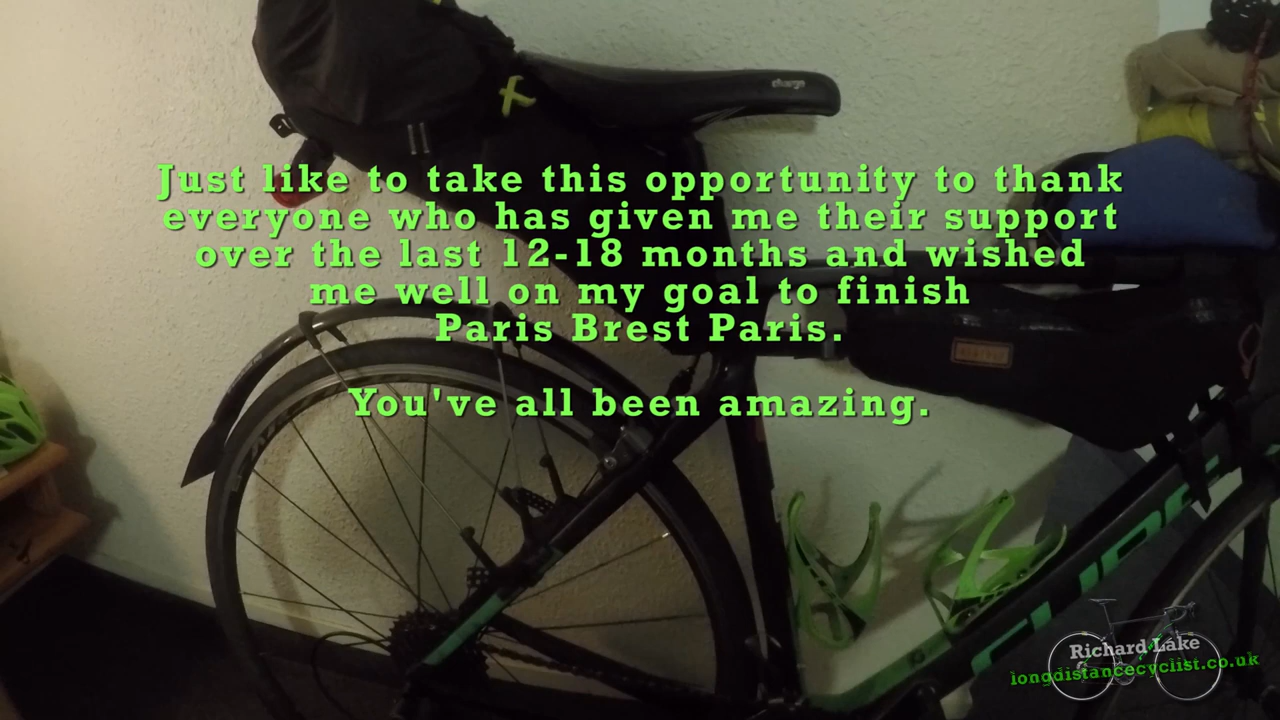 charge
Just like to take this opportunity to thank
everyone who has given me their support
over the last 12-18 months and wished
me well on my goal to finish
Paris Brest Paris.
You've all been amazing.
Richard Lake
longdistancecyclist.co.uk